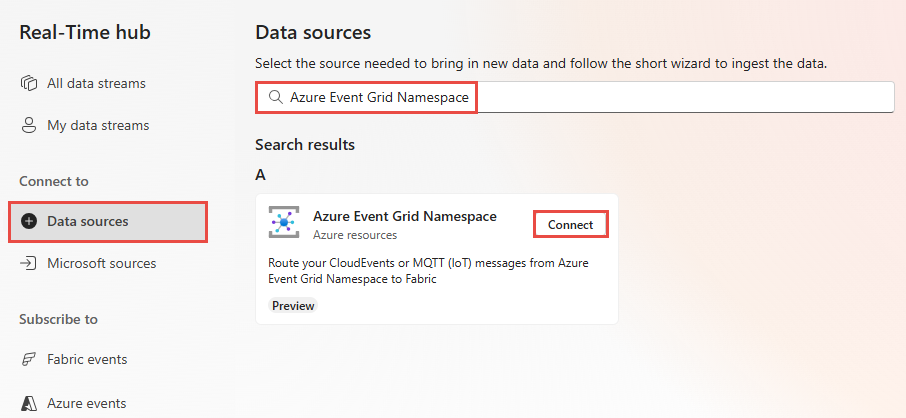 Real-Time hub
All data streams
My data streams
Connect to
Data sources
Microsoft sources
Subscribe to
Fabric events
Azure events
Data sources
Select the source needed to bring in new data and follow the short wizard to ingest the data.
Azure Event Grid Namespace
Search results
A
Azure Event Grid Namespace
Azure resources
Connect
Route your CloudEvents or MQTT (IoT) messages from Azure
Event Grid Namespace to Fabric
Preview